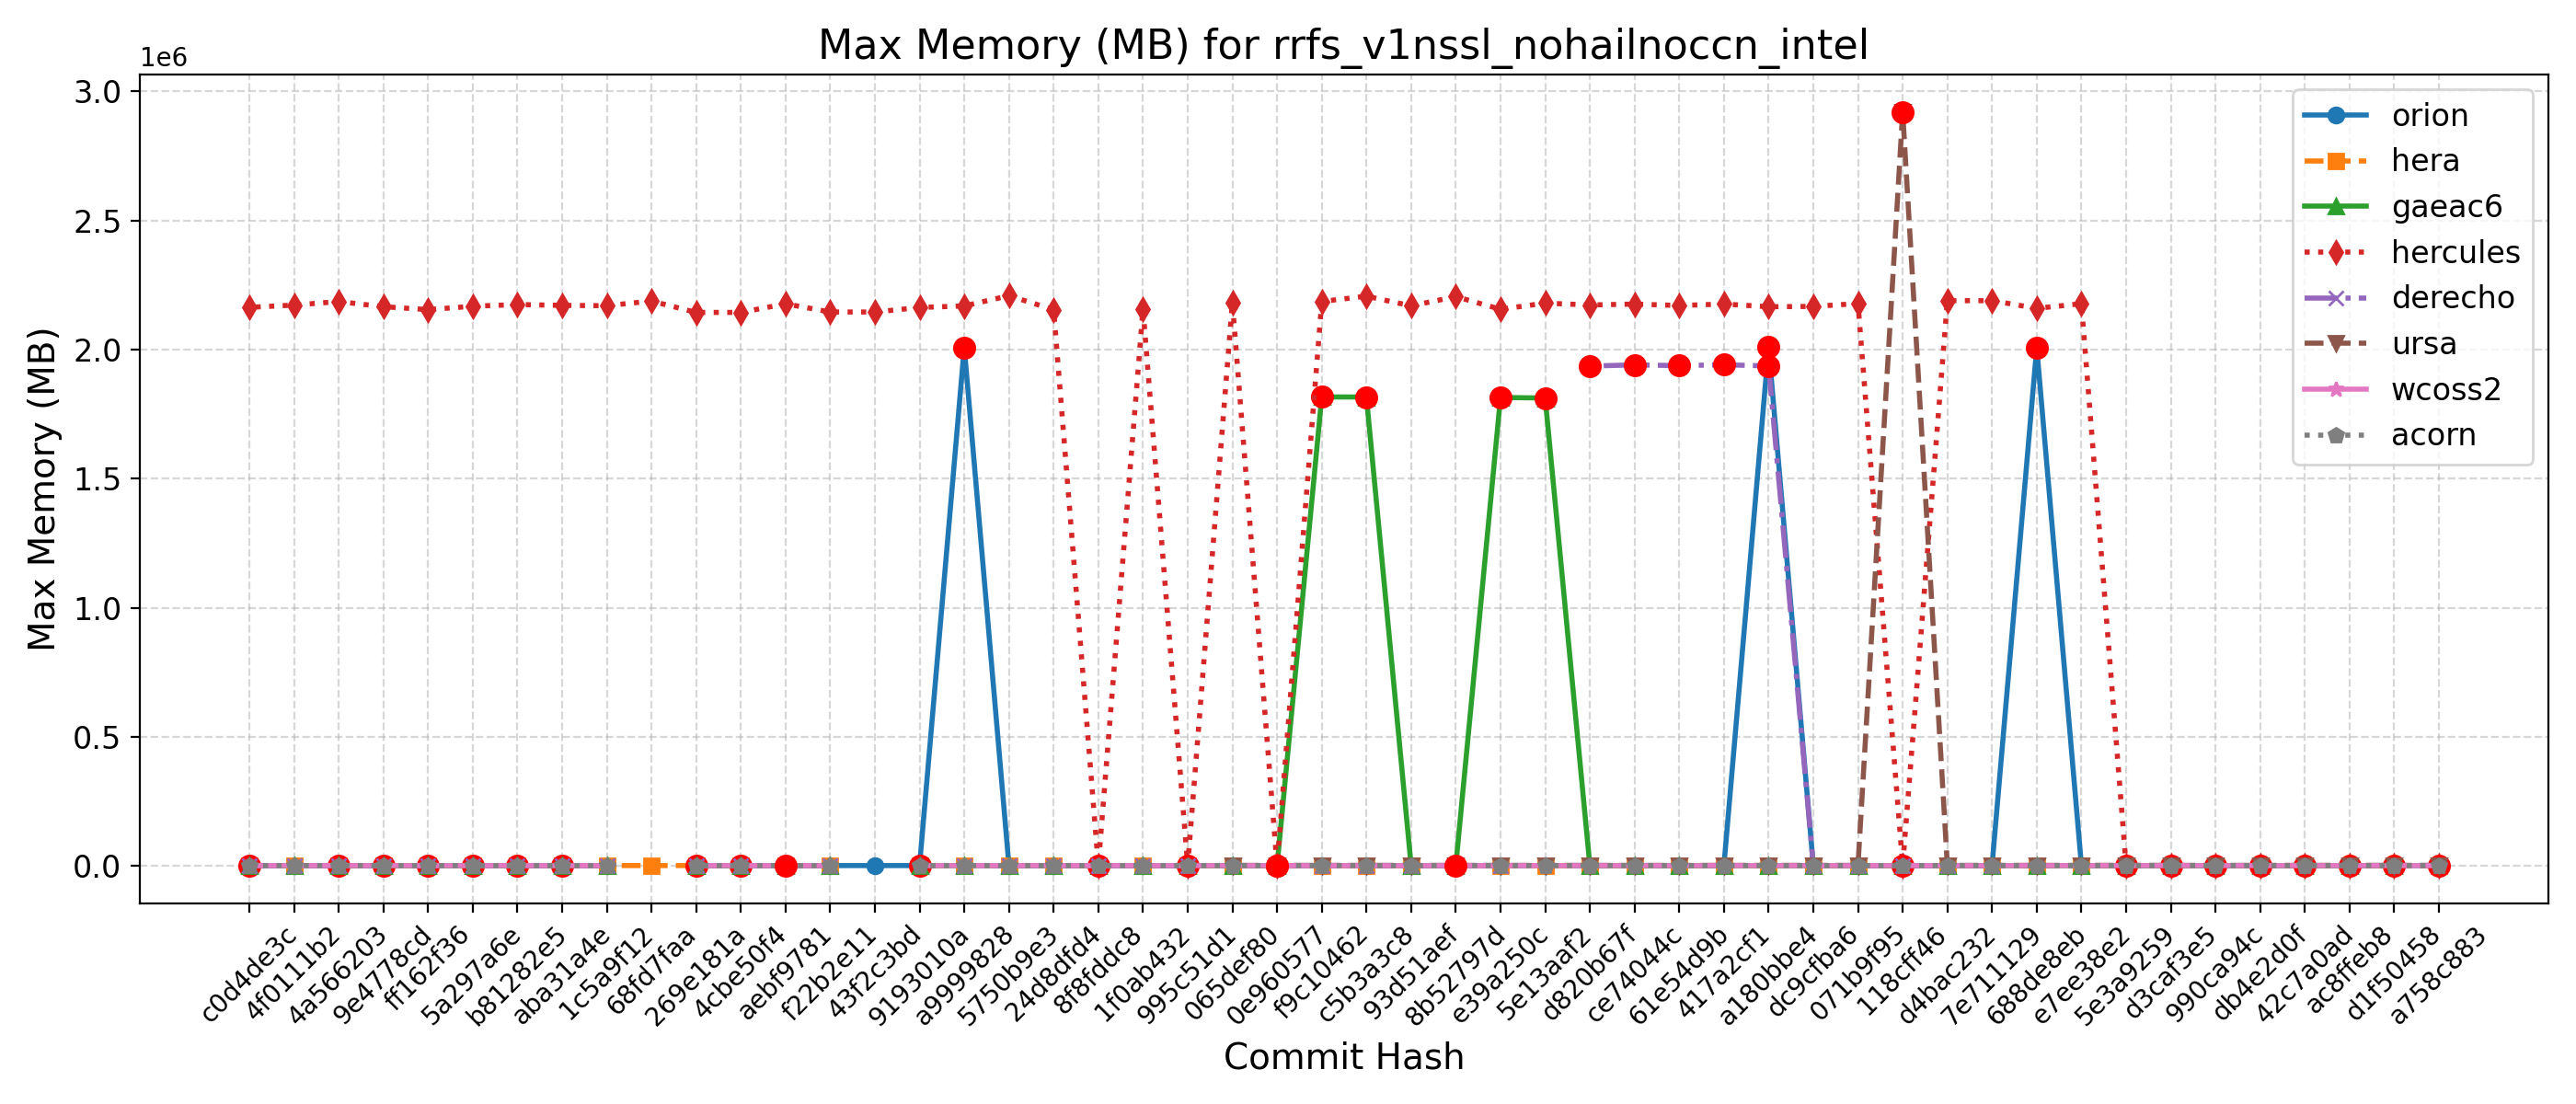 Max Memory (MB) for rrfs_v1nssl_nohailnoccn_intel
1e6
3.0
2.5
2.0
1.5
1.0
0.5
0.0
Max Memory (MB)
orion
hera
gaeac6
hercules
derecho
ursa
wcoss2
acorn
c0d4de3c
4f0111b2
4a566203
9e4778cd
ff162f36
5a297a6e
b81282e5
aba31a4e
1c5a9f12
68fd7faa
269e181a
4cbe50f4
aebf9781
f22b2e11
43f2c3bd
9193010a
a9999828
5750b9e3
24d8dfd4
8f8fddc8
1f0ab432
995c51d1
065def80
0e960577
f9c10462
c5b3a3c8
93d51aef
8b52797d
e39a250c
5e13aaf2
d820b67f
ce74044c
61e54d9b
417a2cf1
a180bbe4
dc9cfba6
071b9f95
118cff46
d4bac232
7e711129
688de8eb
e7ee38e2
5e3a9259
d3caf3e5
990ca94c
db4e2d0f
42c7a0ad
ac8ffeb8
d1f50458
a758c883
Commit Hash